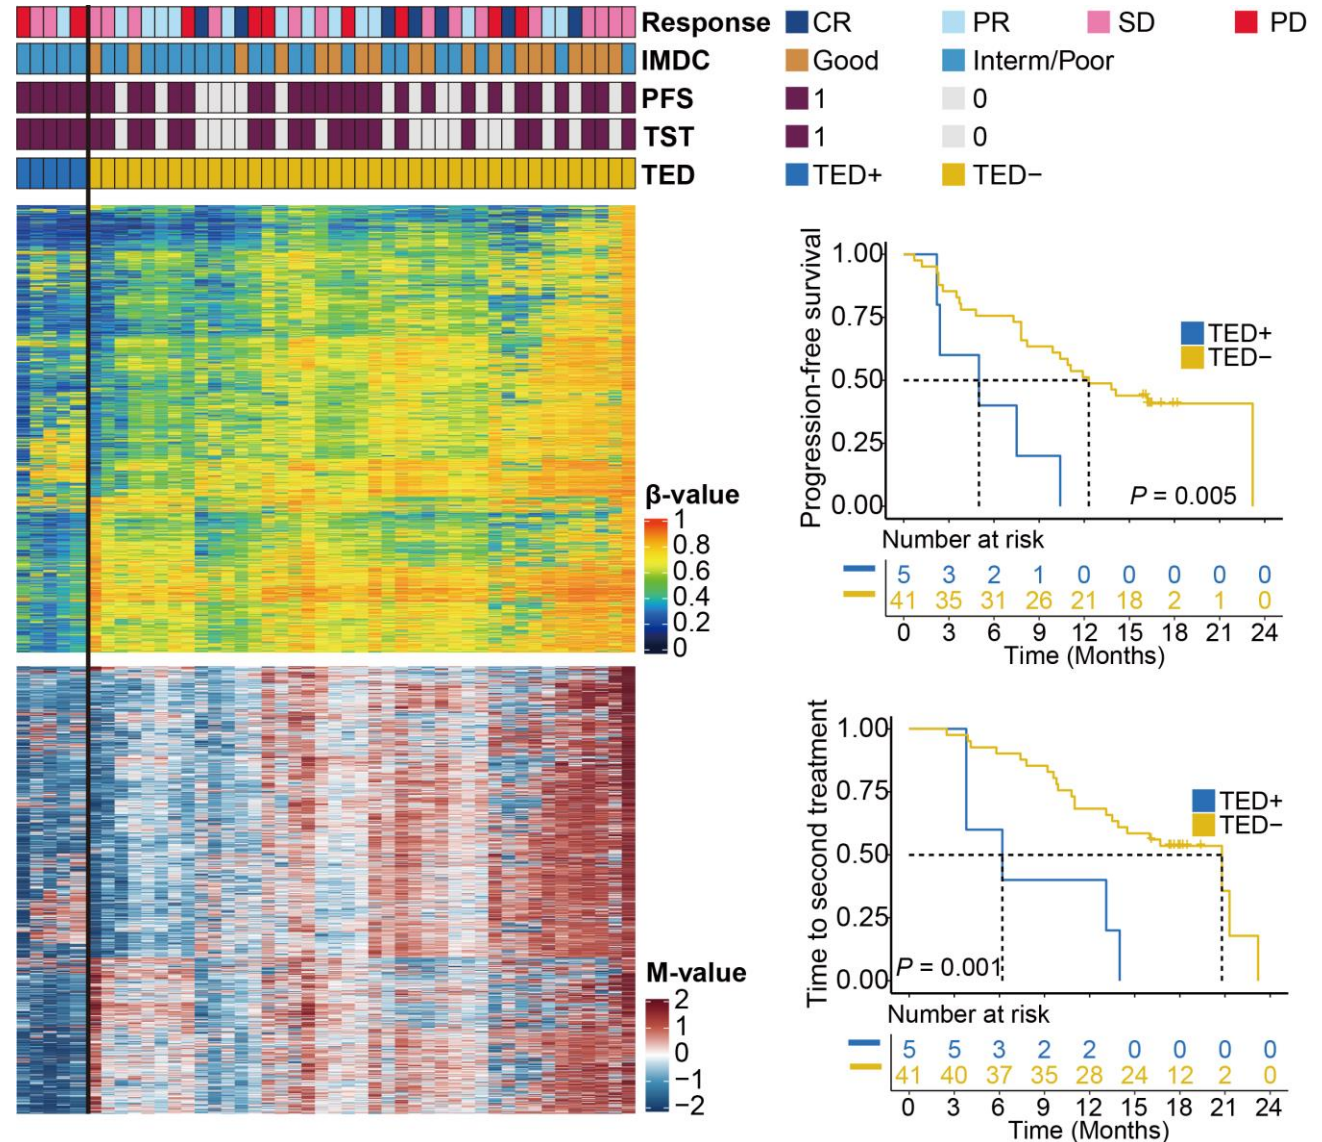 Response CR PR SD PD
IMDC Good Interm/Poor
PFS 1 0
TST 1 0
TED TED+ TED−
β-value
1
0.8
0.6
0.4
0.2
0
M-value
2
1
0
−1
−2
Progression-free survival
1.00
0.75
0.50
0.25
0.00
TED+
TED−
P = 0.005
Number at risk
5 3 2 1 0 0 0 0 0
41 35 31 26 21 18 2 1 0
0 3 6 9 12 15 18 21 24
Time (Months)
Time to second treatment
1.00
0.75
0.50
0.25
0.00
TED+
TED−
P = 0.001
Number at risk
5 5 3 2 2 0 0 0 0
41 40 37 35 28 24 12 2 0
0 3 6 9 12 15 18 21 24
Time (Months)